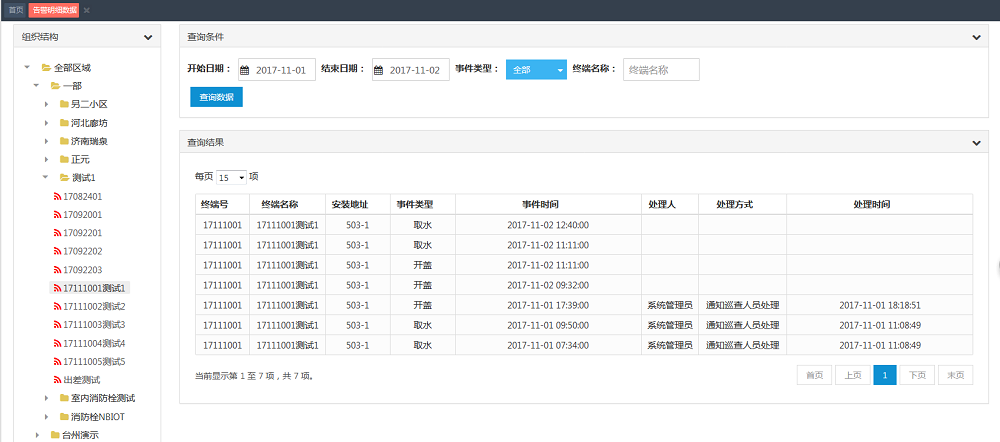 首页 告警明细数据
组织结构
全部区域
一部
另二小区
河北廊坊
济南瑞泉
正元
测试1
17082401
17092001
17092201
17092202
17092203
17111001测试1
17111002测试2
17111003测试3
17111004测试4
17111005测试5
出差测试
室内消防栓测试
消防栓NBIOT
台州演示
查询条件
开始日期： 2017-11-01 结束日期： 2017-11-02 事件类型： 全部 终端名称： 终端名称
查询数据
查询结果
每页 15 项
终端号 终端名称 安装地址 事件类型 事件时间 处理人 处理方式 处理时间
17111001 17111001测试1 503-1 取水 2017-11-02 12:40:00
17111001 17111001测试1 503-1 取水 2017-11-02 11:11:00
17111001 17111001测试1 503-1 开盖 2017-11-02 11:11:00
17111001 17111001测试1 503-1 开盖 2017-11-02 09:32:00
17111001 17111001测试1 503-1 开盖 2017-11-01 17:39:00 系统管理员 通知巡查人员处理 2017-11-01 18:18:51
17111001 17111001测试1 503-1 取水 2017-11-01 09:50:00 系统管理员 通知巡查人员处理 2017-11-01 11:08:49
17111001 17111001测试1 503-1 取水 2017-11-01 07:34:00 系统管理员 通知巡查人员处理 2017-11-01 11:08:49
当前显示第 1 至 7 项，共 7 项。 首页 上页 1 下页 末页